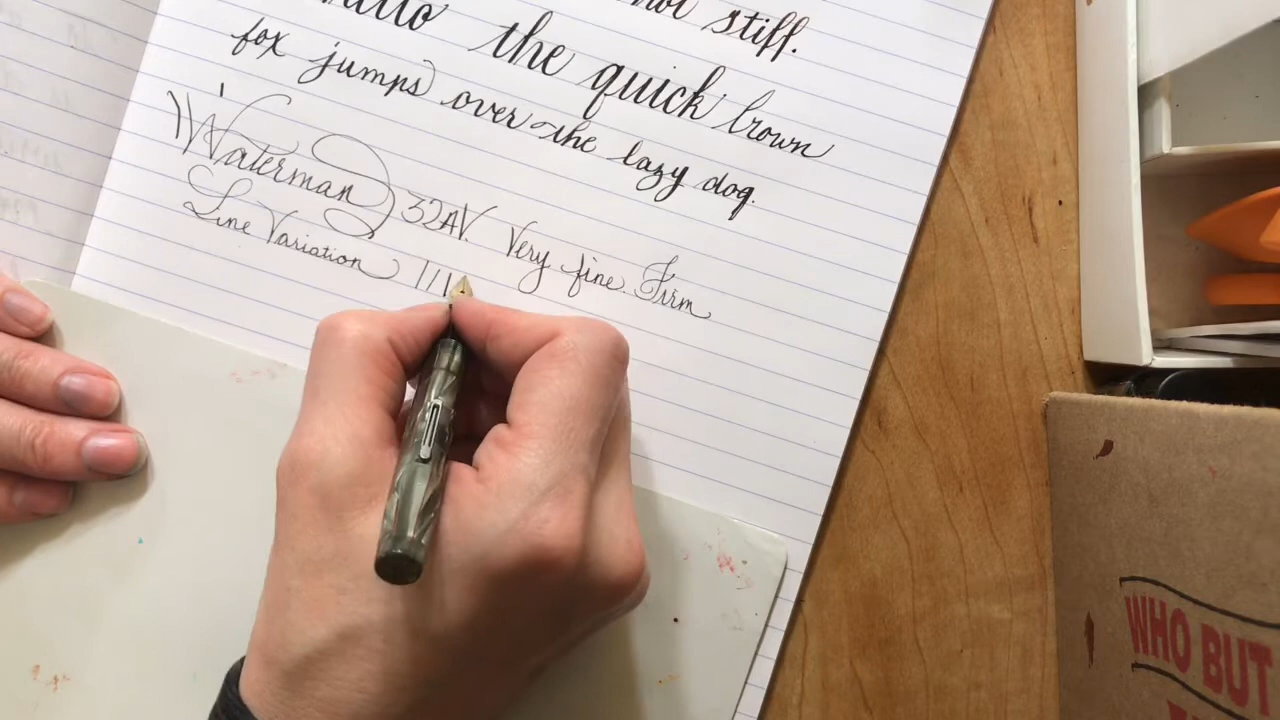 not stiff.
the quick brown
fox jumps over the lazy dog.
Waterman 32AV. Very fine. Firm
Line Variation 111
WHO BUT